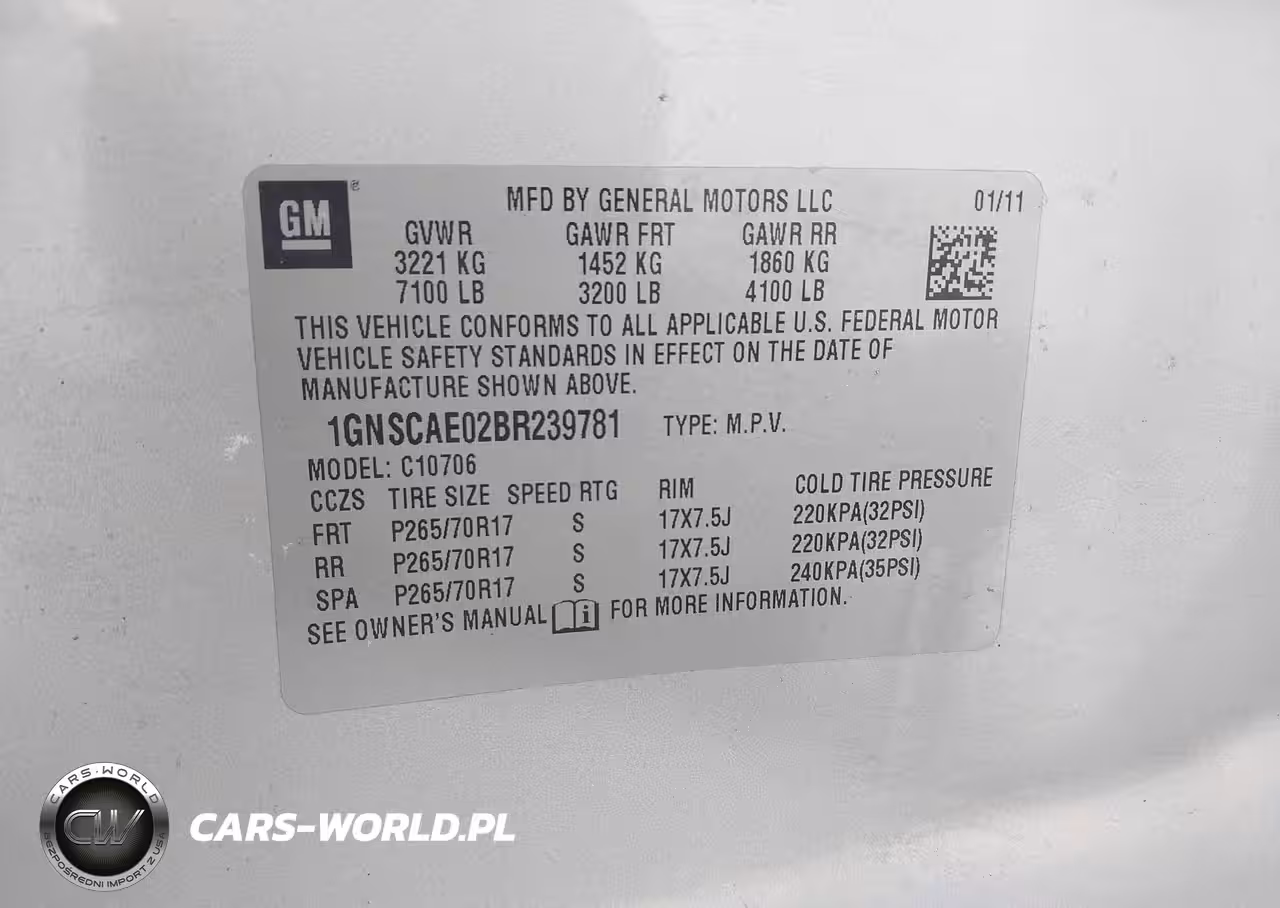 GM ® MFD BY GENERAL MOTORS LLC 01/11
GVWR GAWR FRT GAWR RR
3221 KG 1452 KG 1860 KG
7100 LB 3200 LB 4100 LB
THIS VEHICLE CONFORMS TO ALL APPLICABLE U.S. FEDERAL MOTOR
VEHICLE SAFETY STANDARDS IN EFFECT ON THE DATE OF
MANUFACTURE SHOWN ABOVE.
1GNSCAE02BR239781 TYPE: M.P.V.
MODEL: C10706
CCZS TIRE SIZE SPEED RTG RIM COLD TIRE PRESSURE
FRT P265/70R17 S 17X7.5J 220KPA(32PSI)
RR P265/70R17 S 17X7.5J 220KPA(32PSI)
SPA P265/70R17 S 17X7.5J 240KPA(35PSI)
SEE OWNER'S MANUAL i FOR MORE INFORMATION.
CARS-WORLD
CW
BEZPOŚREDNI IMPORT Z USA
CARS-WORLD.PL